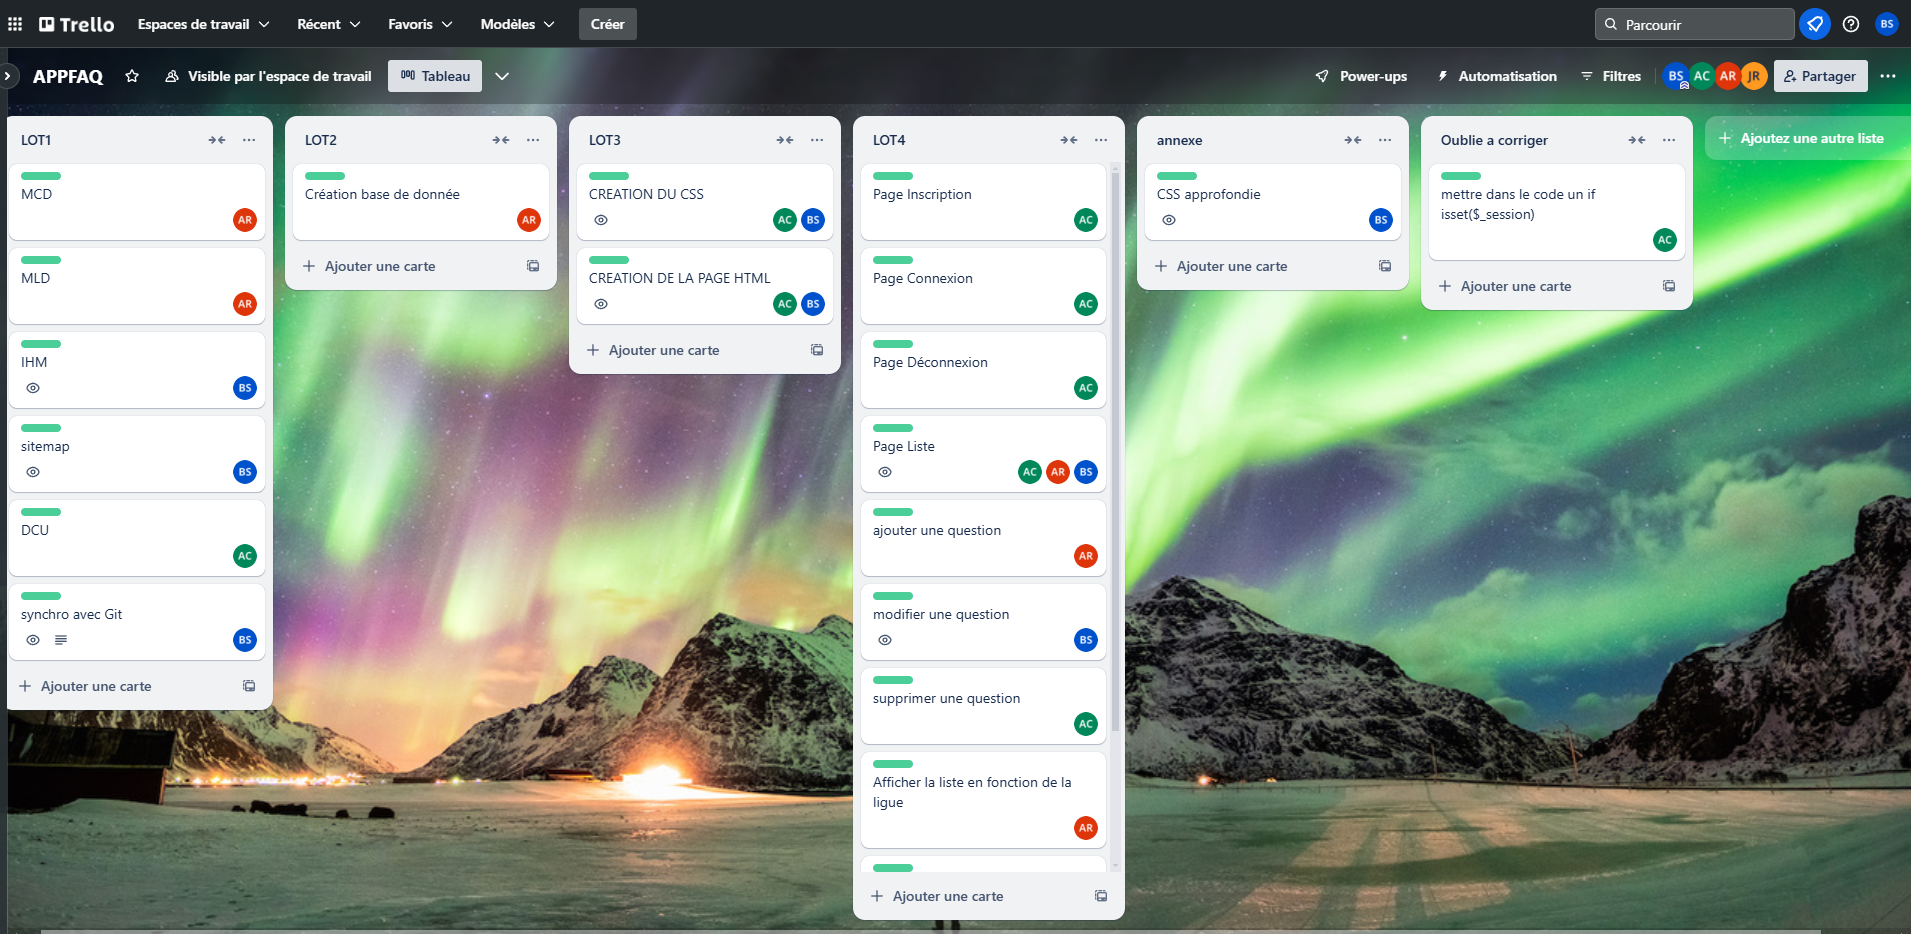 Trello
Espaces de travail
Récent
Favoris
Modèles
Créer
Parcourir
BS
APPFAQ
Visible par l'espace de travail
Tableau
Power-ups
Automatisation
Filtres
BS
AC
AR
JR
Partager
LOT1
MCD
AR
MLD
AR
IHM
BS
sitemap
BS
DCU
AC
synchro avec Git
BS
Ajouter une carte
LOT2
Création base de donnée
AR
Ajouter une carte
LOT3
CREATION DU CSS
AC BS
CREATION DE LA PAGE HTML
AC BS
Ajouter une carte
LOT4
Page Inscription
AC
Page Connexion
AC
Page Déconnexion
AC
Page Liste
AC AR BS
ajouter une question
AR
modifier une question
BS
supprimer une question
AC
Afficher la liste en fonction de la
ligue
AR
Ajouter une carte
annexe
CSS approfondie
BS
Ajouter une carte
Oublie a corriger
mettre dans le code un if
isset($_session)
AC
Ajouter une carte
Ajoutez une autre liste